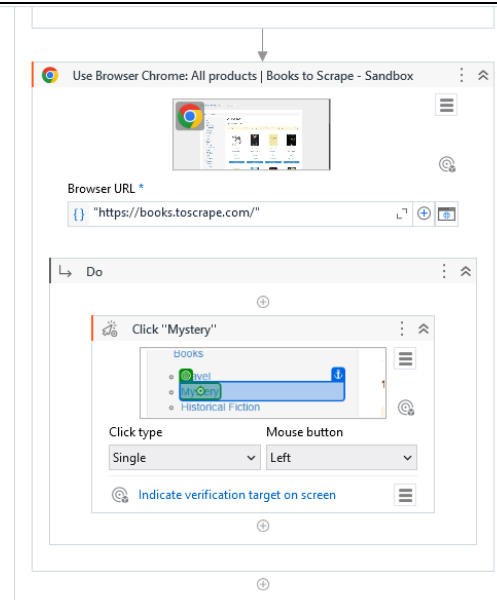 Use Browser Chrome: All products | Books to Scrape - Sandbox
Browser URL *
{} "https://books.toscrape.com/"
Do
Click "Mystery"
Books
Mystery
Historical Fiction
Click type
Mouse button
Single
Left
Indicate verification target on screen